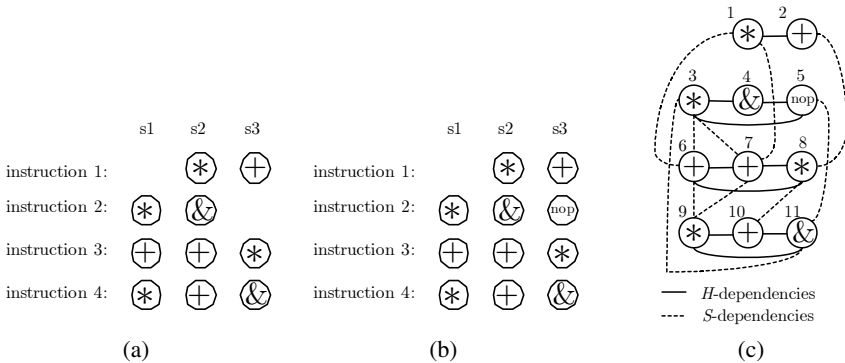 s1 s2 s3
instruction 1: * +
instruction 2: * &
instruction 3: + + *
instruction 4: * + &
(a)
s1 s2 s3
instruction 1: * +
instruction 2: * & nop
instruction 3: + + *
instruction 4: * + &
(b)
1 2
* +
3 4 5
* & nop
6 7 8
+ + *
9 10 11
* + &
H-dependencies
S-dependencies
(c)